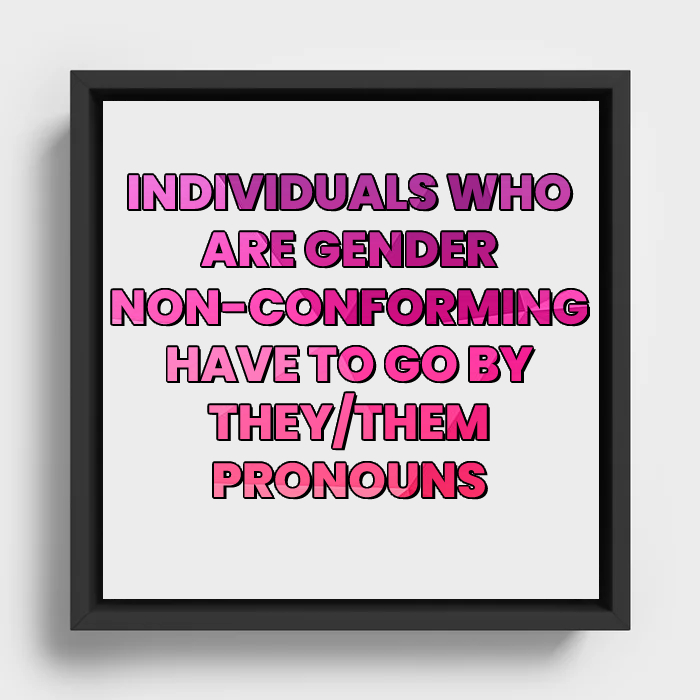 INDIVIDUALS WHO
ARE GENDER
NON-CONFORMING
HAVE TO GO BY
THEY/THEM
PRONOUNS